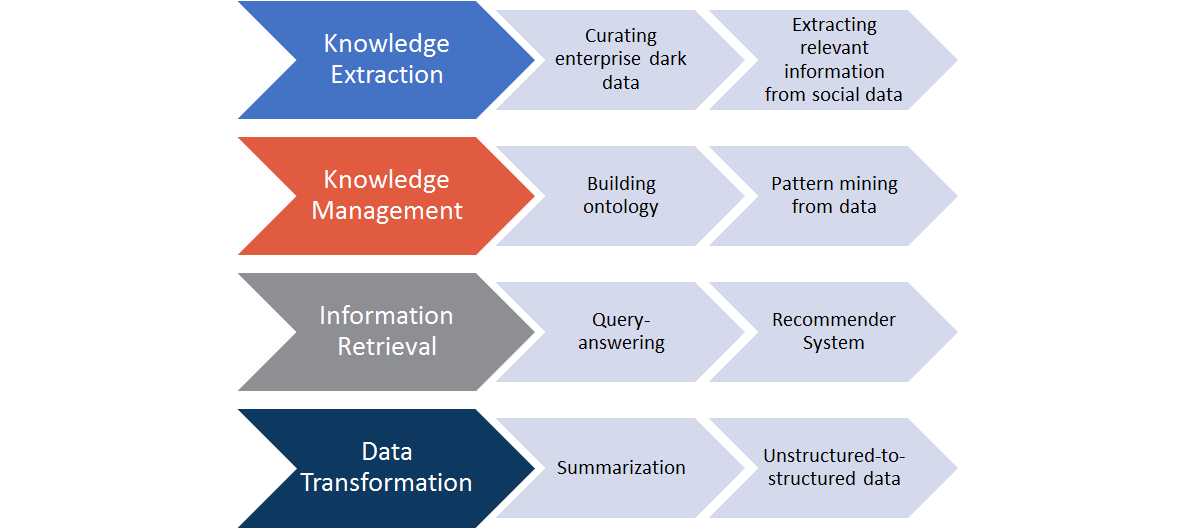 Knowledge
Extraction
Curating
enterprise dark
data
Extracting
relevant
information
from social data
Knowledge
Management
Building
ontology
Pattern mining
from data
Information
Retrieval
Query-
answering
Recommender
System
Data
Transformation
Summarization
Unstructured-to-
structured data